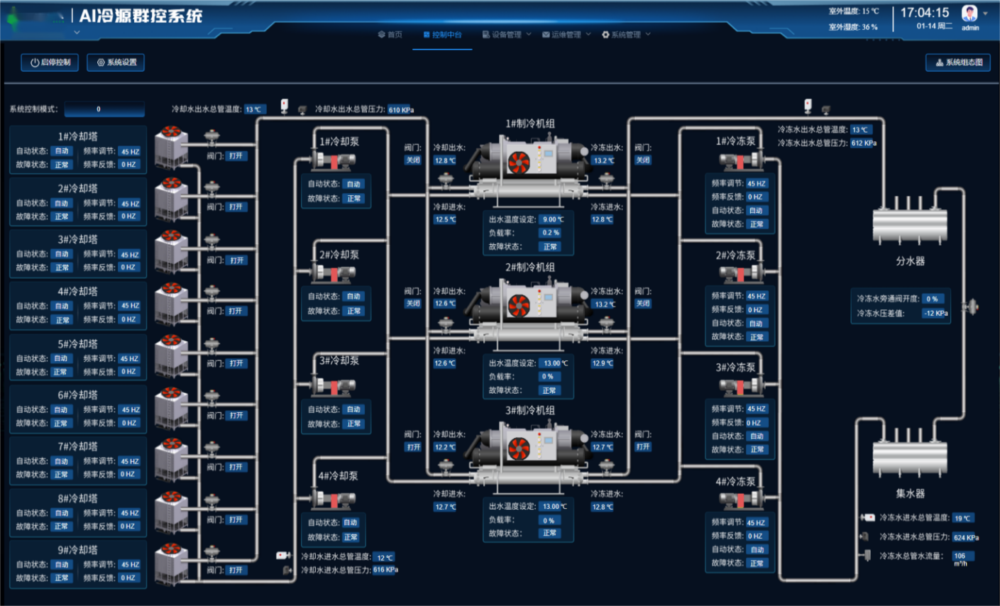 AI冷源群控系统
室外温度: 15 ℃
室外湿度: 36 %
17:04:15
01-14 周二
admin
首页
控制中台
设备管理
运维管理
系统管理
启停控制
系统设置
系统组态图
系统控制模式: 0
冷却水出水总管温度: 13 ℃
冷却水出水总管压力: 610 KPa
1#冷却塔
自动状态: 自动 频率调节: 45 HZ
故障状态: 正常 频率反馈: 0 HZ
阀门: 打开
2#冷却塔
自动状态: 自动 频率调节: 45 HZ
故障状态: 正常 频率反馈: 0 HZ
阀门: 打开
3#冷却塔
自动状态: 自动 频率调节: 45 HZ
故障状态: 正常 频率反馈: 0 HZ
阀门: 打开
4#冷却塔
自动状态: 自动 频率调节: 45 HZ
故障状态: 正常 频率反馈: 0 HZ
阀门: 打开
5#冷却塔
自动状态: 自动 频率调节: 45 HZ
故障状态: 正常 频率反馈: 0 HZ
阀门: 打开
6#冷却塔
自动状态: 自动 频率调节: 45 HZ
故障状态: 正常 频率反馈: 0 HZ
阀门: 打开
7#冷却塔
自动状态: 自动 频率调节: 45 HZ
故障状态: 正常 频率反馈: 0 HZ
阀门: 打开
8#冷却塔
自动状态: 自动 频率调节: 45 HZ
故障状态: 正常 频率反馈: 0 HZ
阀门: 打开
9#冷却塔
自动状态: 自动 频率调节: 45 HZ
故障状态: 正常 频率反馈: 0 HZ
阀门: 打开
1#冷却泵
自动状态: 自动
故障状态: 正常
2#冷却泵
自动状态: 自动
故障状态: 正常
3#冷却泵
自动状态: 自动
故障状态: 正常
4#冷却泵
自动状态: 自动
故障状态: 正常
冷却水进水总管温度: 12 ℃
冷却水进水总管压力: 616 KPa
1#制冷机组
阀门: 关闭
冷却出水: 12.8 ℃
冷冻出水: 13.2 ℃
阀门: 关闭
冷却进水: 12.5 ℃
冷冻进水: 12.8 ℃
出水温度设定: 9.00 ℃
负载率: 0.2 %
故障状态: 正常
2#制冷机组
阀门: 关闭
冷却出水: 12.6 ℃
冷冻出水: 13.2 ℃
阀门: 关闭
冷却进水: 12.6 ℃
冷冻进水: 12.9 ℃
出水温度设定: 13.00 ℃
负载率: 0 %
故障状态: 正常
3#制冷机组
阀门: 打开
冷却出水: 12.2 ℃
冷冻出水: 12.7 ℃
阀门: 打开
冷却进水: 12.7 ℃
冷冻进水: 12.8 ℃
出水温度设定: 13.00 ℃
负载率: 0 %
故障状态: 正常
1#冷冻泵
频率调节: 45 HZ
频率反馈: 0 HZ
自动状态: 自动
故障状态: 正常
2#冷冻泵
频率调节: 45 HZ
频率反馈: 0 HZ
自动状态: 自动
故障状态: 正常
3#冷冻泵
频率调节: 45 HZ
频率反馈: 0 HZ
自动状态: 自动
故障状态: 正常
4#冷冻泵
频率调节: 45 HZ
频率反馈: 0 HZ
自动状态: 自动
故障状态: 正常
冷冻水出水总管温度: 13 ℃
冷冻水出水总管压力: 612 KPa
分水器
冷冻水旁通阀开度: 0 %
冷冻水压差值: -12 KPa
集水器
冷冻水进水总管温度: 19 ℃
冷冻水进水总管压力: 624 KPa
冷冻水总管水流量: 106
m³/h